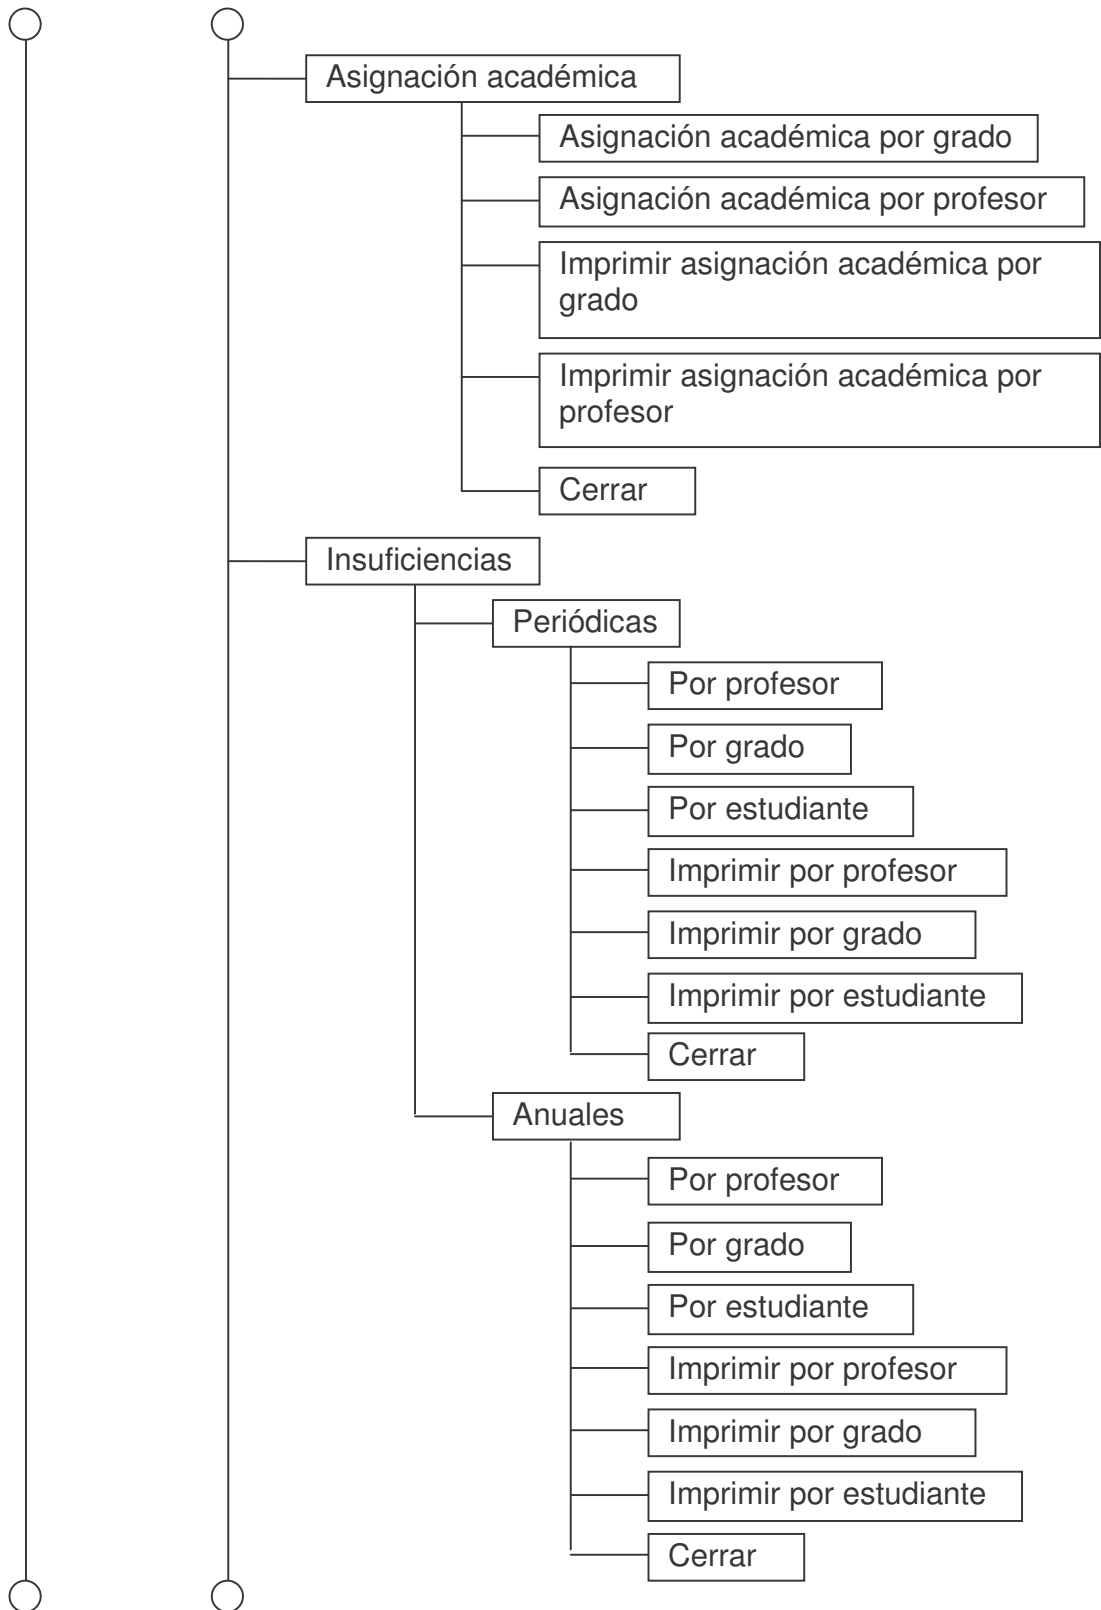 Asignación académica
Asignación académica por grado
Asignación académica por profesor
Imprimir asignación académica por
grado
Imprimir asignación académica por
profesor
Cerrar
Insuficiencias
Periódicas
Por profesor
Por grado
Por estudiante
Imprimir por profesor
Imprimir por grado
Imprimir por estudiante
Cerrar
Anuales
Por profesor
Por grado
Por estudiante
Imprimir por profesor
Imprimir por grado
Imprimir por estudiante
Cerrar